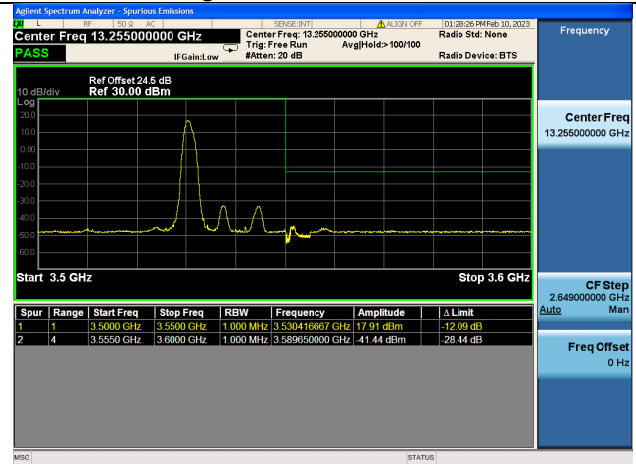 Agilent Spectrum Analyzer - Spurious Emissions
LXI L RF 50 Ω AC SENSE:INT ALIGN OFF 01:28:26 PM Feb 10, 2023
Center Freq 13.255000000 GHz Center Freq: 13.255000000 GHz Radio Std: None Frequency
Trig: Free Run Avg|Hold:> 100/100
PASS IFGain:Low #Atten: 20 dB Radio Device: BTS
Ref Offset 24.5 dB
10 dB/div Ref 30.00 dBm
Log
20.0
10.0
0.00
-10.0
-20.0
-30.0
-40.0
-50.0
-60.0
Start 3.5 GHz Stop 3.6 GHz
Spur Range Start Freq Stop Freq RBW Frequency Amplitude Δ Limit
1 1 3.5000 GHz 3.5500 GHz 1.000 MHz 3.530416667 GHz 17.91 dBm -12.09 dB
2 4 3.5550 GHz 3.6000 GHz 1.000 MHz 3.589650000 GHz -41.44 dBm -28.44 dB
Center Freq
13.255000000 GHz
CF Step
2.649000000 GHz
Auto Man
Freq Offset
0 Hz
MSG STATUS